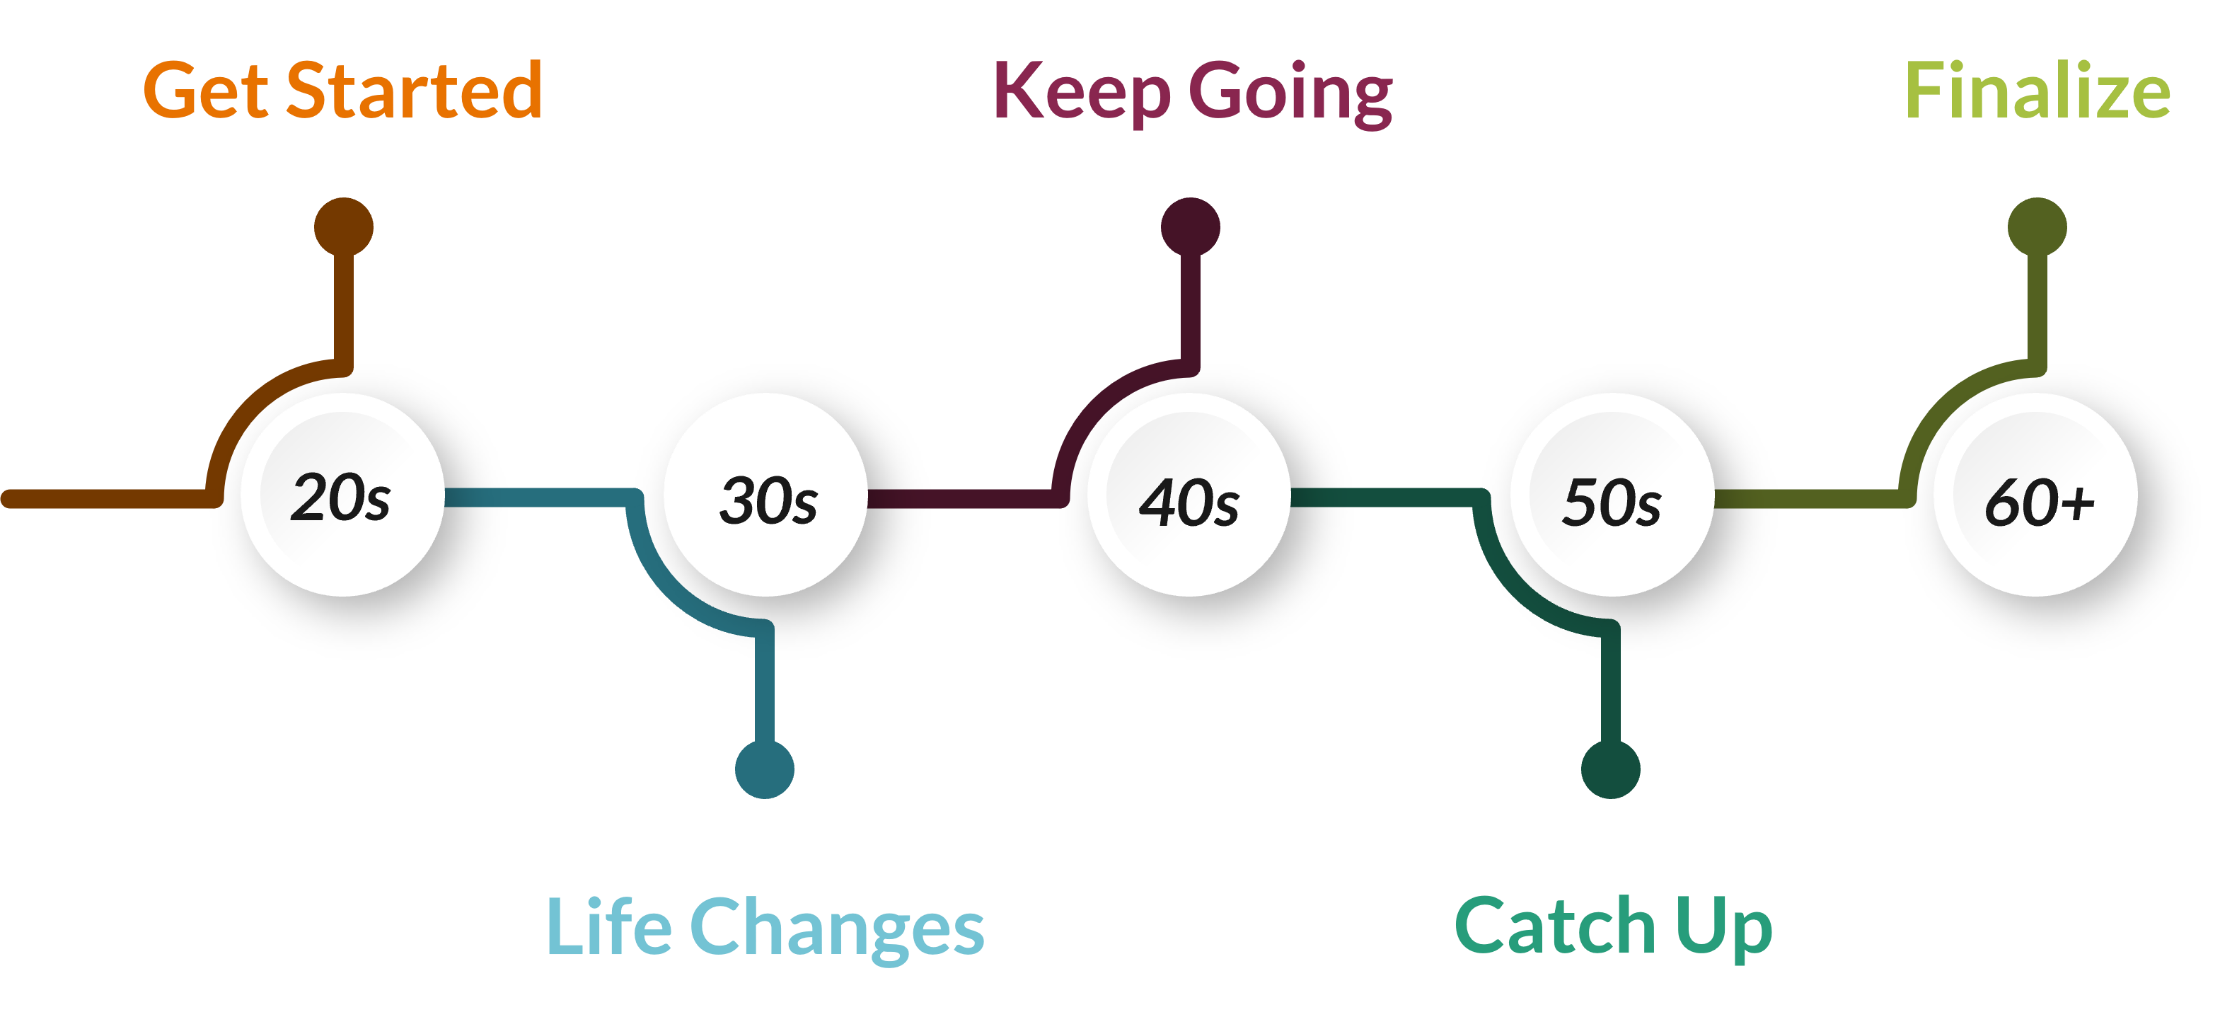 Get Started
Keep Going
Finalize
20s
30s
40s
50s
60+
Life Changes
Catch Up